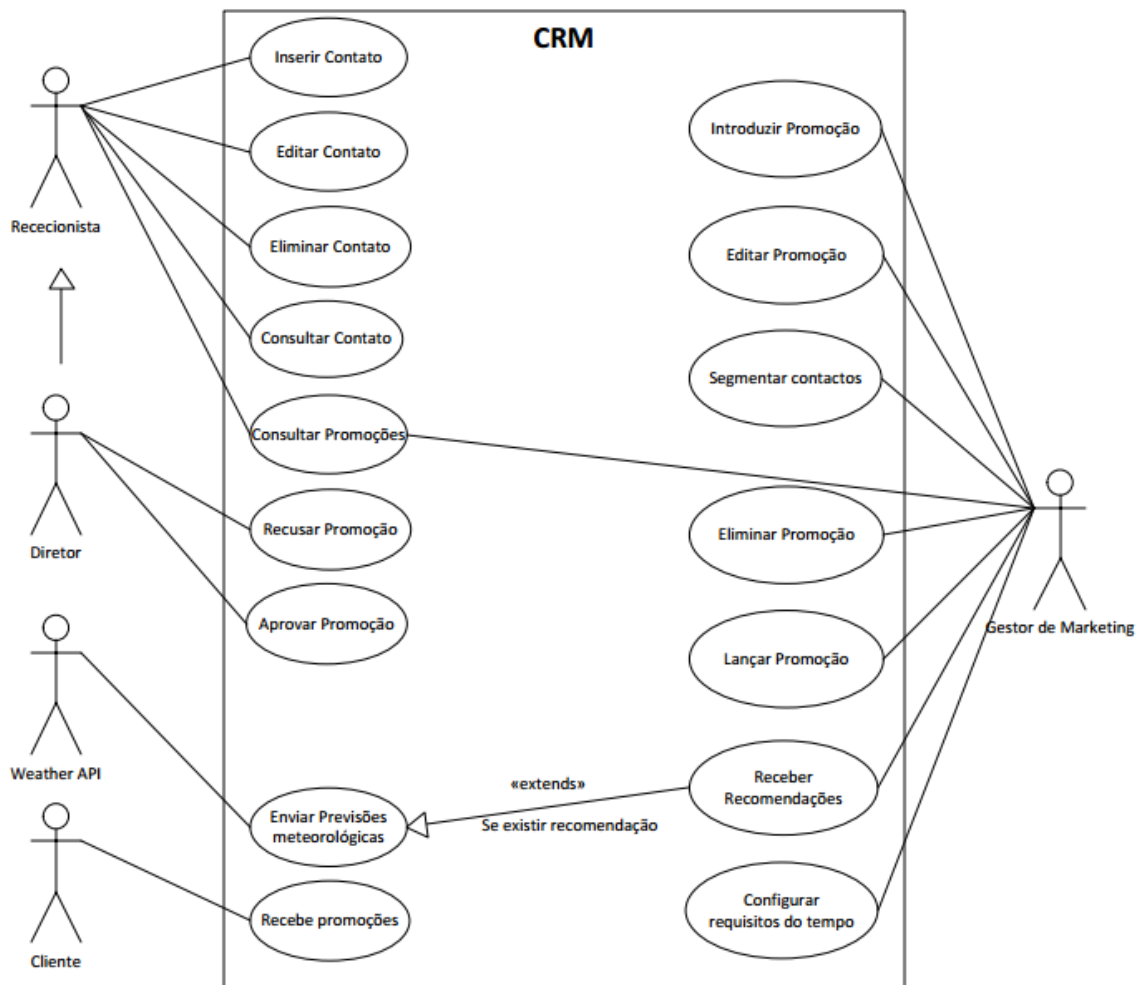 CRM
Inserir Contato
Introduzir Promoção
Editar Contato
Rececionista
Eliminar Contato
Editar Promoção
Consultar Contato
Segmentar contactos
Consultar Promoções
Recusar Promoção
Eliminar Promoção
Diretor
Aprovar Promoção
Gestor de Marketing
Lançar Promoção
Weather API
«extends»
Receber
Recomendações
Se existir recomendação
Enviar Previsões
meteorológicas
Configurar
requisitos do tempo
Recebe promoções
Cliente